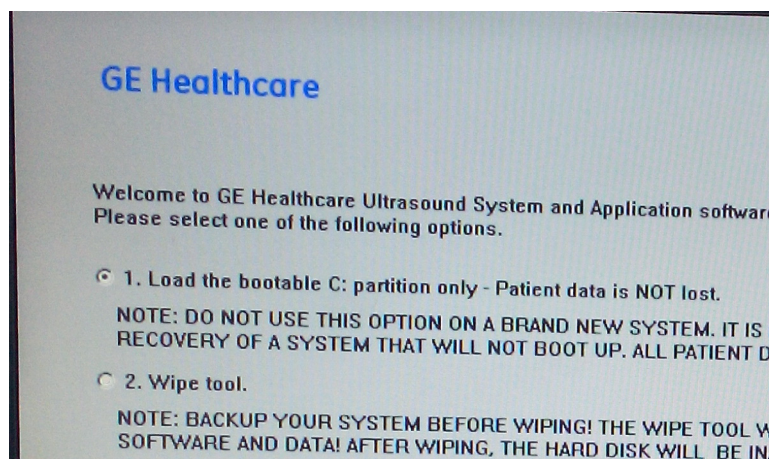 GE Healthcare
Welcome to GE Healthcare Ultrasound System and Application software
Please select one of the following options.
1. Load the bootable C: partition only - Patient data is NOT lost.
NOTE: DO NOT USE THIS OPTION ON A BRAND NEW SYSTEM. IT IS
RECOVERY OF A SYSTEM THAT WILL NOT BOOT UP. ALL PATIENT
2. Wipe tool.
NOTE: BACKUP YOUR SYSTEM BEFORE WIPING! THE WIPE TOOL
SOFTWARE AND DATA! AFTER WIPING, THE HARD DISK WILL BE